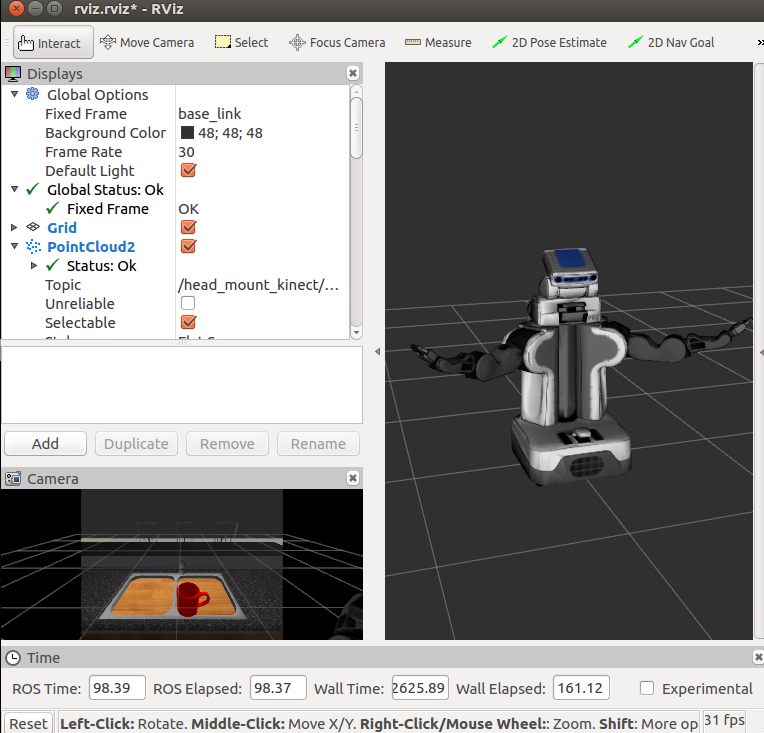 rviz.rviz* - RViz
Interact Move Camera Select Focus Camera Measure 2D Pose Estimate 2D Nav Goal »
Displays
Global Options
Fixed Frame base_link
Background Color 48; 48; 48
Frame Rate 30
Default Light
Global Status: Ok
Fixed Frame OK
Grid
PointCloud2
Status: Ok
Topic /head_mount_kinect/...
Unreliable
Selectable
Add Duplicate Remove Rename
Camera
Time
ROS Time: 98.39 ROS Elapsed: 98.37 Wall Time: 2625.89 Wall Elapsed: 161.12 Experimental
Reset Left-Click: Rotate. Middle-Click: Move X/Y. Right-Click/Mouse Wheel:: Zoom. Shift: More op 31 fps